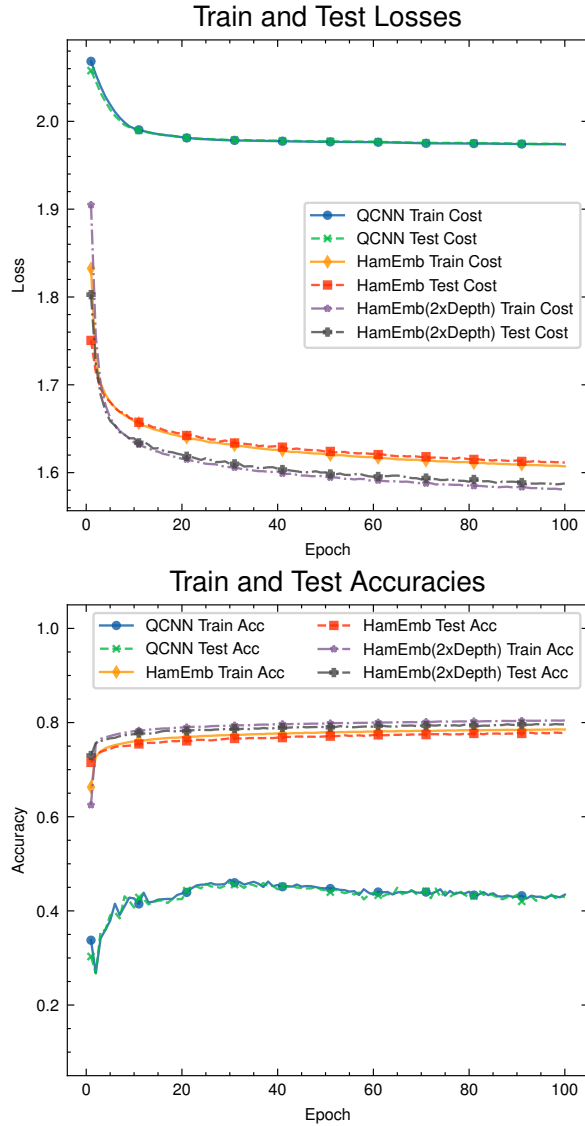 Train and Test Losses
2.0
1.9
1.8
1.7
1.6
Loss
QCNN Train Cost
QCNN Test Cost
HamEmb Train Cost
HamEmb Test Cost
HamEmb(2xDepth) Train Cost
HamEmb(2xDepth) Test Cost
0 20 40 60 80 100
Epoch
Train and Test Accuracies
1.0
0.8
0.6
0.4
0.2
Accuracy
QCNN Train Acc
QCNN Test Acc
HamEmb Train Acc
HamEmb Test Acc
HamEmb(2xDepth) Train Acc
HamEmb(2xDepth) Test Acc
0 20 40 60 80 100
Epoch